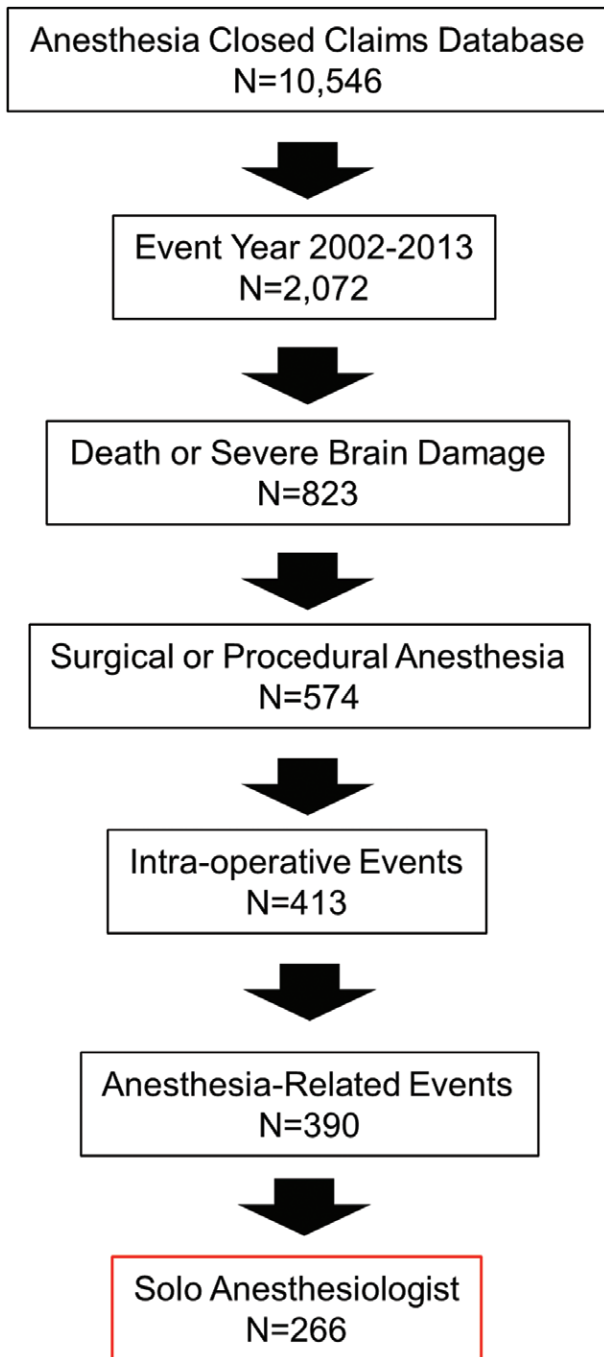 Anesthesia Closed Claims Database
N=10,546
Event Year 2002-2013
N=2,072
Death or Severe Brain Damage
N=823
Surgical or Procedural Anesthesia
N=574
Intra-operative Events
N=413
Anesthesia-Related Events
N=390
Solo Anesthesiologist
N=266